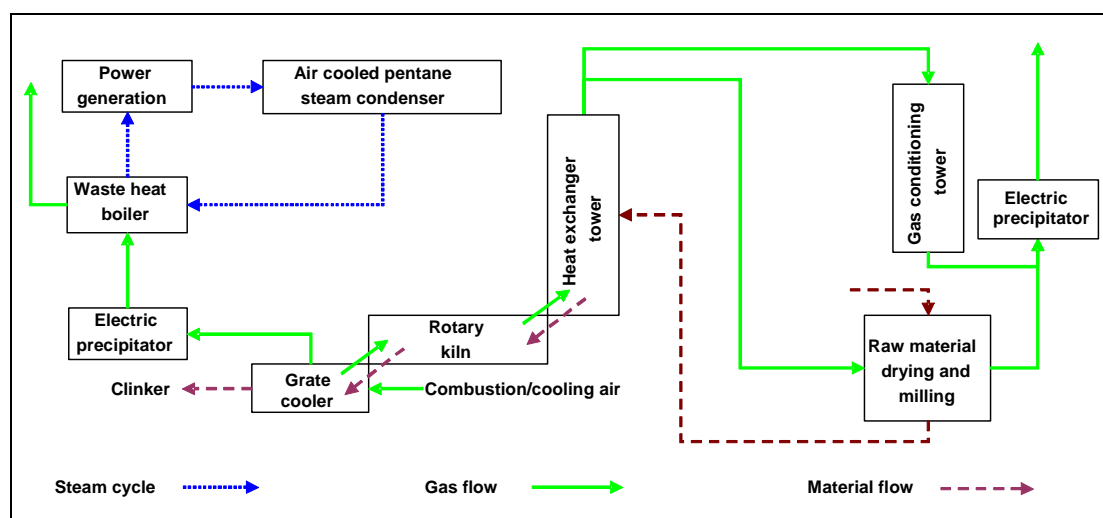 Power
generation
Air cooled pentane
steam condenser
Waste heat
boiler
Heat exchanger
tower
Gas conditioning
tower
Electric
precipitator
Electric
precipitator
Rotary
kiln
Raw material
drying and
milling
Clinker
Grate
cooler
Combustion/cooling air
Steam cycle
Gas flow
Material flow